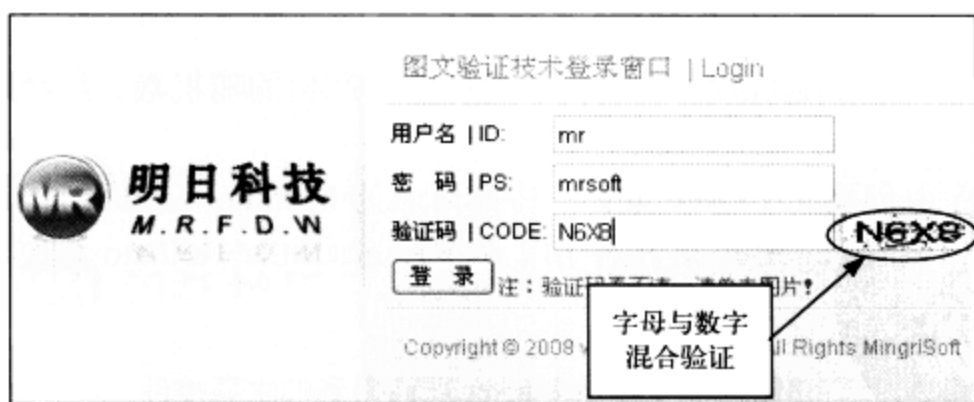 图文验证技术登录窗口 | Login
用户名 | ID: mr
密 码 | PS: mrsoft
验证码 | CODE: N6X8 N6X8
MR 明日科技
M.R.F.D.W
登 录 注：验证
图片！
字母与数字
混合验证
Copyright © 2008 Rights MingriSoft